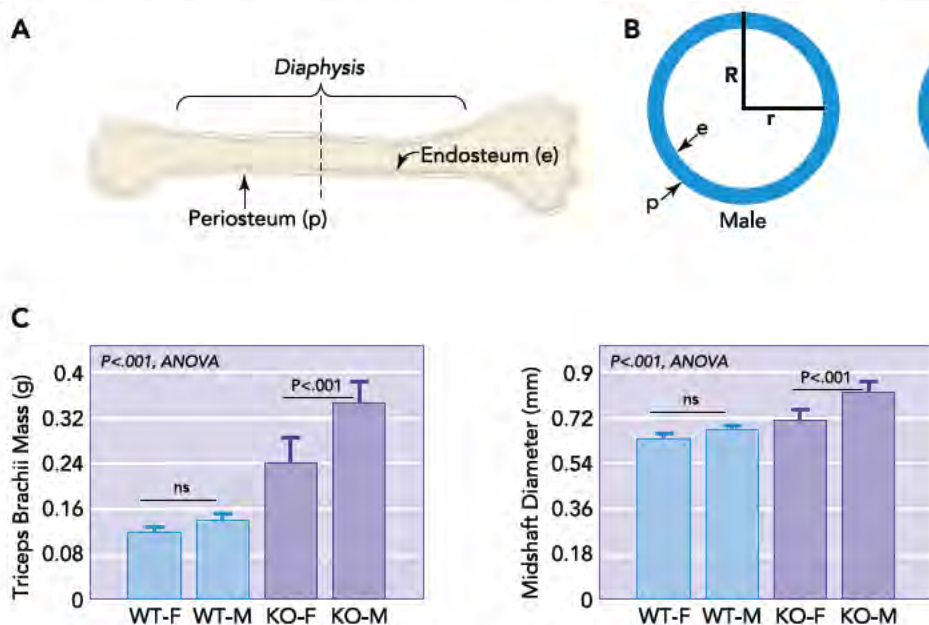 A
Diaphysis
Endosteum (e)
Periosteum (p)
B
R
r
e
p
Male
C
Triceps Brachii Mass (g)
P<.001, ANOVA
0.4
0.32
0.24
0.16
0.08
0
ns
P<.001
WT-F WT-M KO-F KO-M
Midshaft Diameter (mm)
P<.001, ANOVA
0.9
0.72
0.54
0.36
0.18
0
ns
P<.001
WT-F WT-M KO-F KO-M